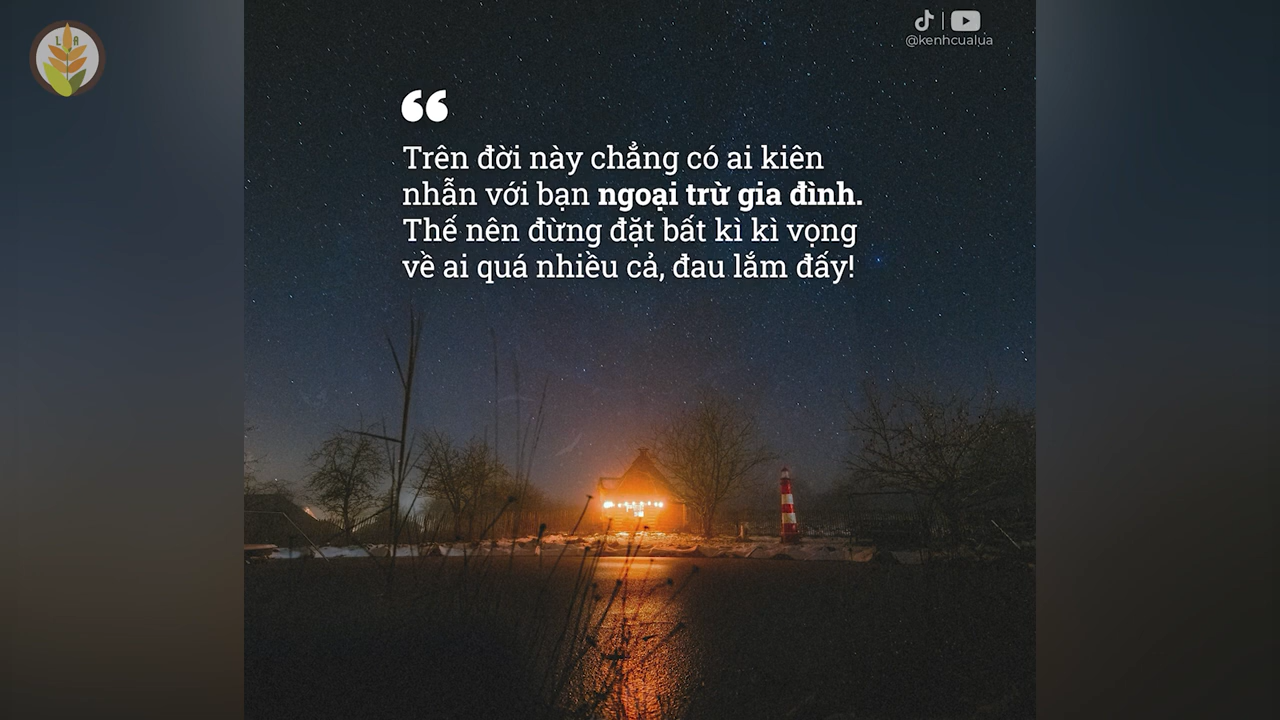 L A
@kenhcualua
Trên đời này chẳng có ai kiên
nhẫn với bạn ngoại trừ gia đình.
Thế nên đừng đặt bất kì kì vọng
về ai quá nhiều cả, đau lắm đấy!